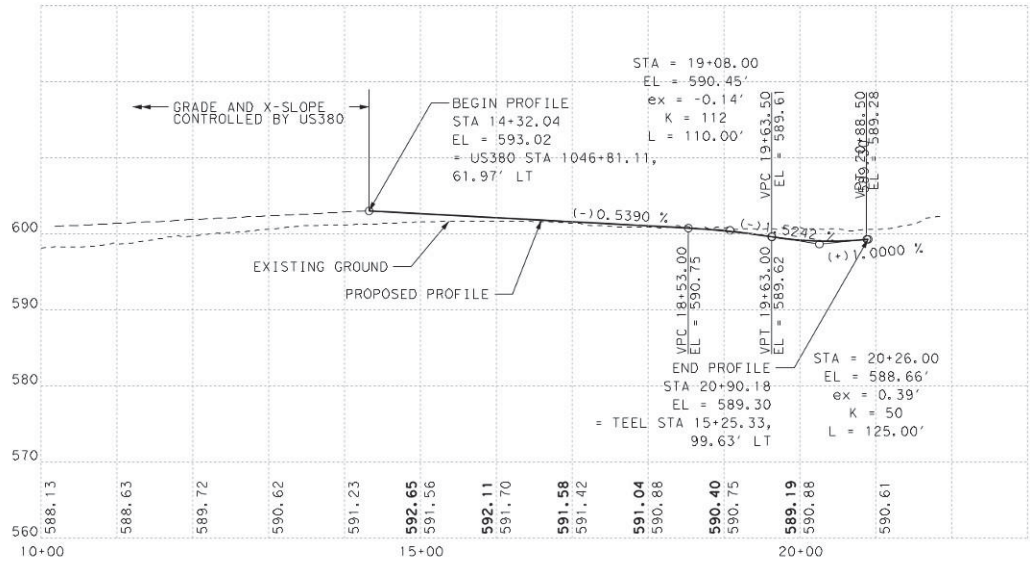 STA = 19+08.00
EL = 590.45'
ex = -0.14'
K = 112
L = 110.00'
VPC 19+63.50
EL = 589.61
VPT 20+88.50
EL = 589.28
GRADE AND X-SLOPE
CONTROLLED BY US380
BEGIN PROFILE
STA 14+32.04
EL = 593.02
= US380 STA 1046+81.11,
61.97' LT
(-)0.5390 %
(-)1.5242 %
(+)1.0000 %
EXISTING GROUND
PROPOSED PROFILE
VPC 18+53.00
EL = 590.75
VPT 19+63.00
EL = 589.62
END PROFILE
STA 20+90.18
EL = 589.30
= TEEL STA 15+25.33,
99.63' LT
STA = 20+26.00
EL = 588.66'
ex = 0.39'
K = 50
L = 125.00'
600
590
580
570
560
588.13
588.63
589.72
590.62
591.23
592.65
591.56
592.11
591.70
591.58
591.42
591.04
590.88
590.40
590.75
589.19
590.88
590.61
10+00
15+00
20+00